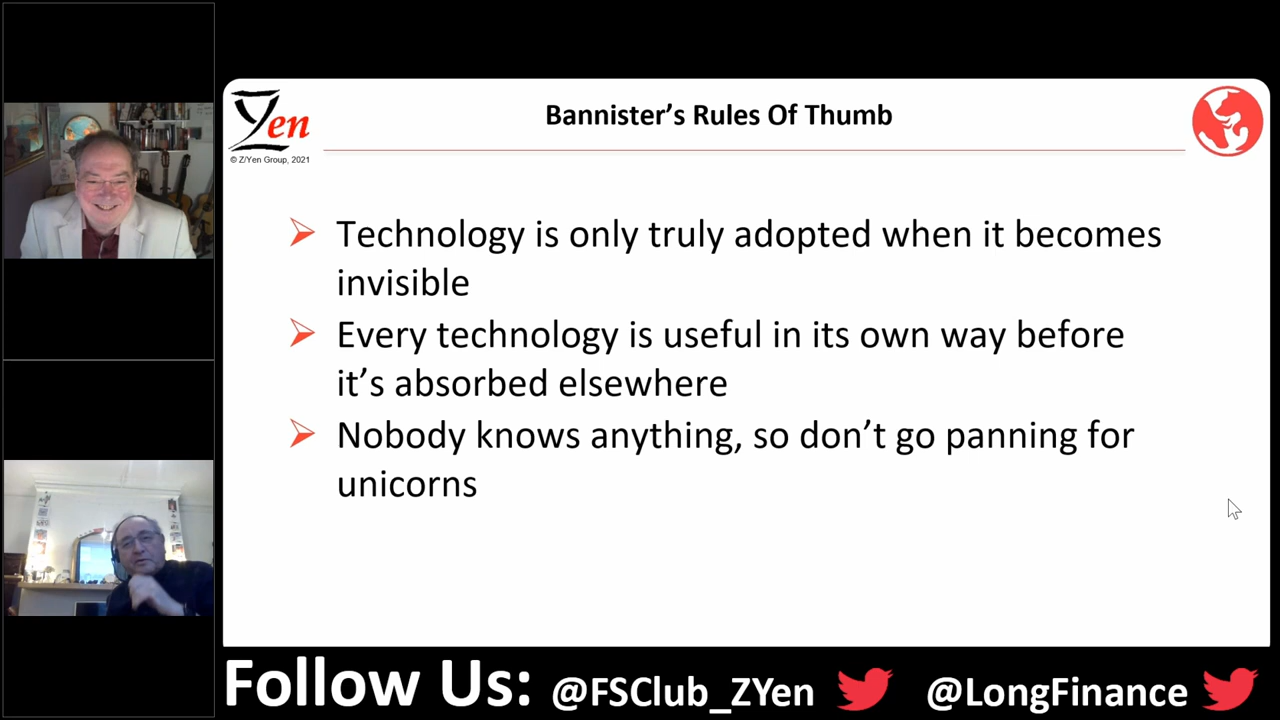 Zen
© Z/Yen Group, 2021
Bannister’s Rules Of Thumb
Technology is only truly adopted when it becomes
invisible
Every technology is useful in its own way before
it’s absorbed elsewhere
Nobody knows anything, so don’t go panning for
unicorns
Follow Us: @FSClub_ZYen @LongFinance